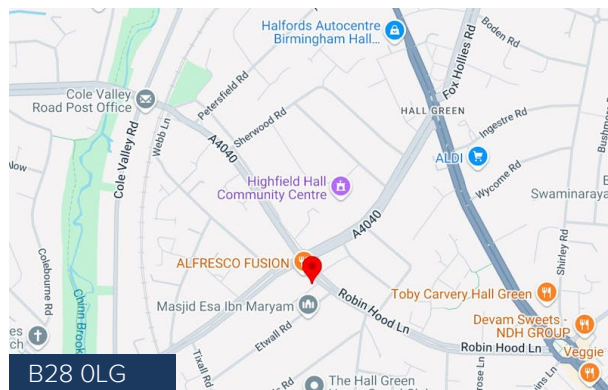 Halfords Autocentre
Birmingham Hall...
Boden Rd
Fox Hollies Rd
Cole Valley
Road Post Office
Petersfield Rd
HALL GREEN
Webb Ln
A4040
Sherwood Rd
Ingestre Rd
Cole Valley Rd
ALDI
Highfield Hall
Community Centre
Wycome Rd
Swaminaraya
A4040
Colebourne Rd
Shirley Rd
ALFRESCO FUSION
Toby Carvery Hall Green
Chinn Brook
Masjid Esa Ibn Maryam
Robin Hood Ln
Devam Sweets -
NDH GROUP
Etwall Rd
Robin Hood Ln
Veggie
Tixall Rd
B28 0LG
The Hall Green